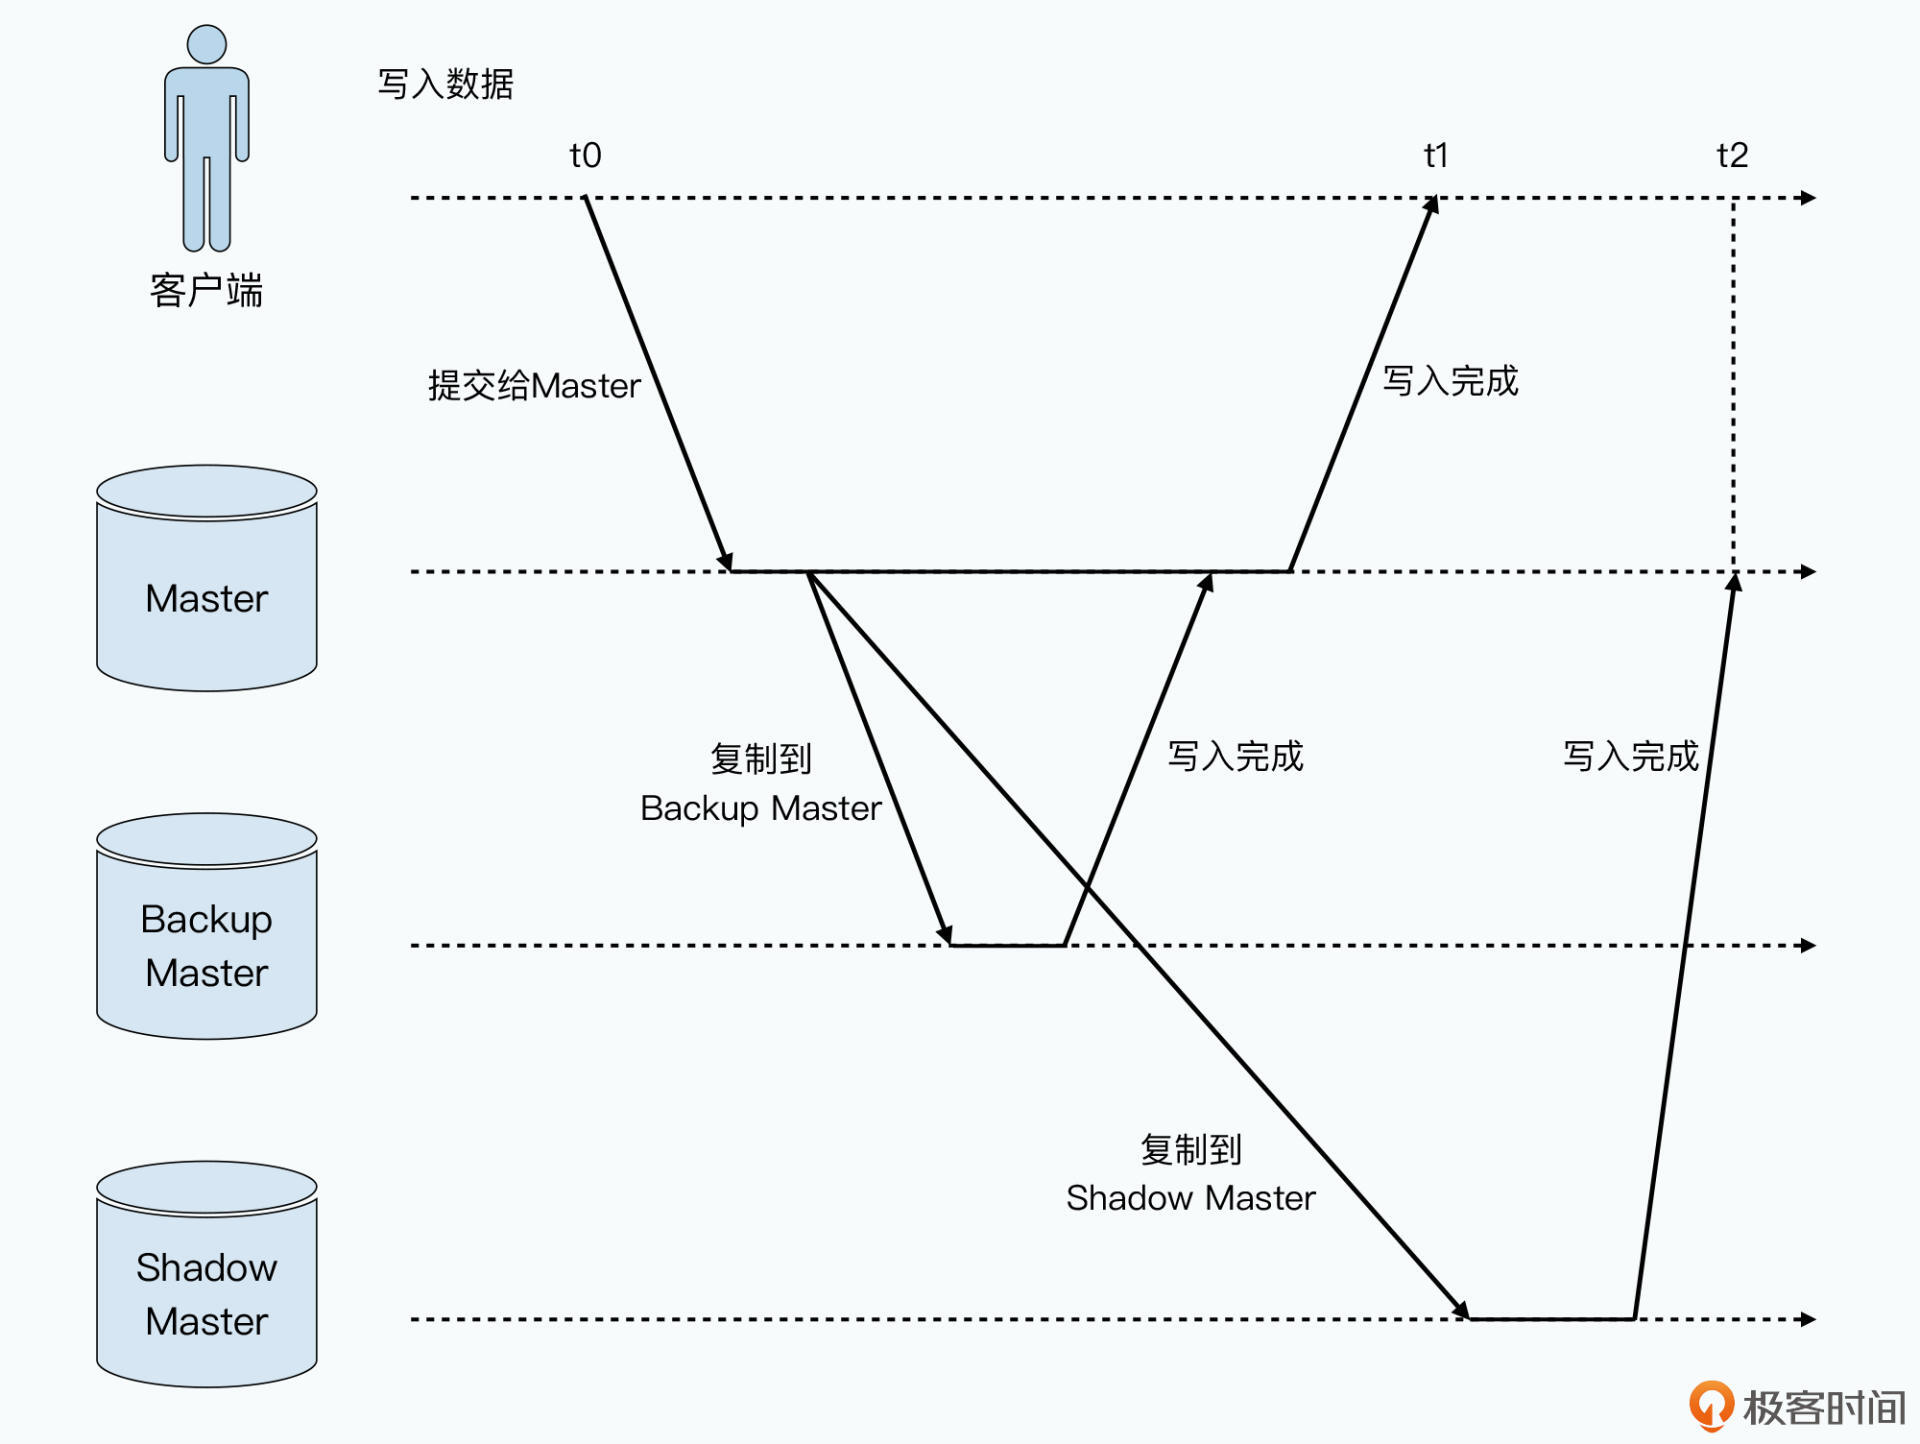 写入数据
t0
t1
t2
客户端
提交给Master
写入完成
Master
复制到
Backup Master
写入完成
写入完成
Backup
Master
复制到
Shadow Master
Shadow
Master
极客时间